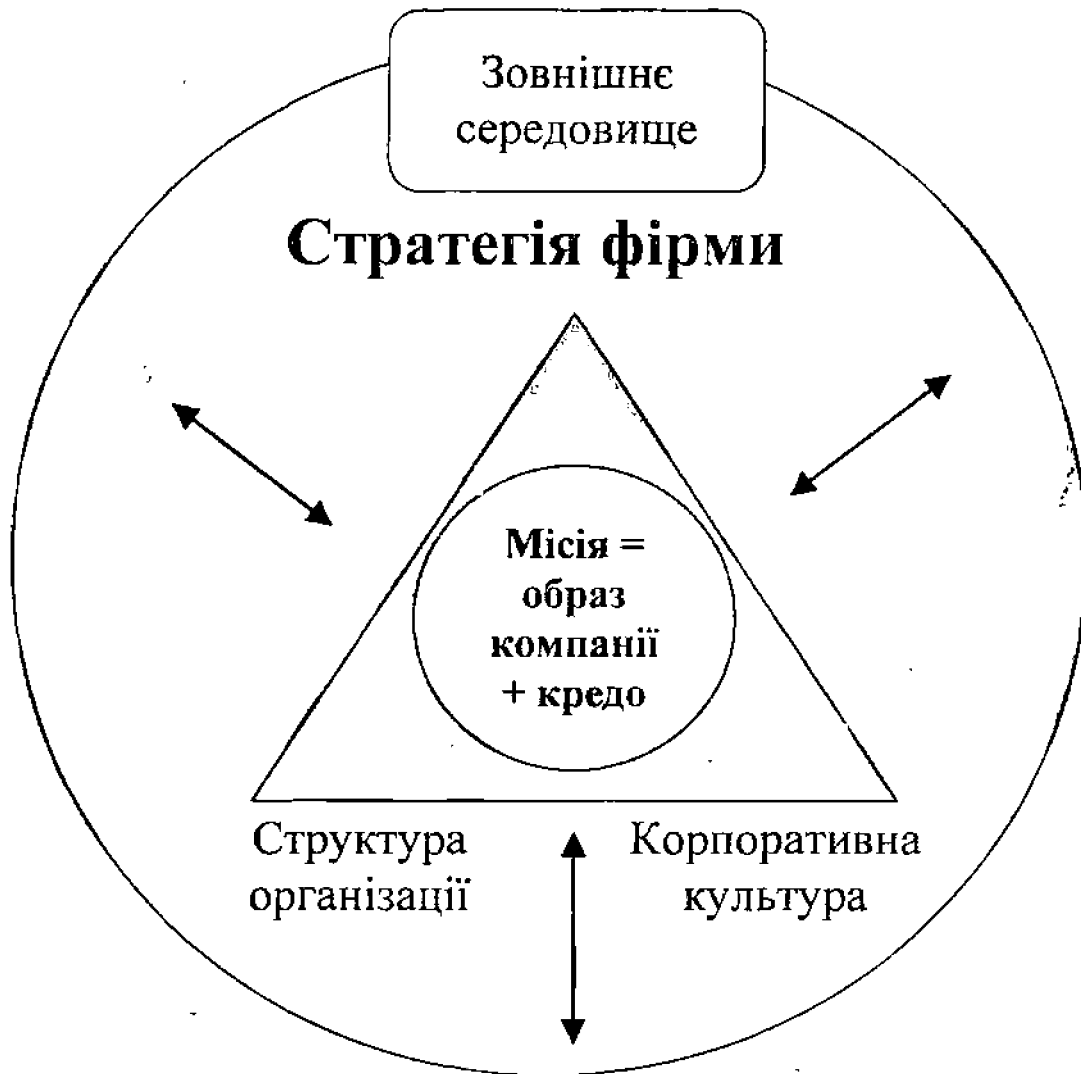 Зовнішнє
середовище
Стратегія фірми
Місія =
образ
компанії
+ кредо
Структура
організації
Корпоративна
культура